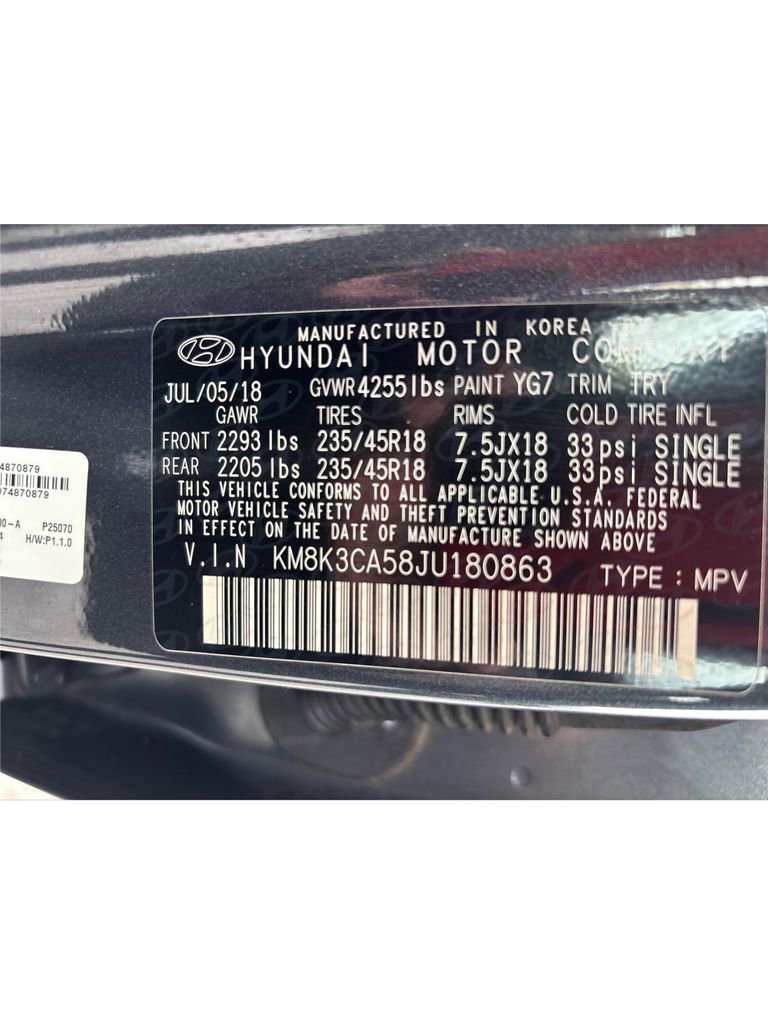 MANUFACTURED IN KOREA BY
HYUNDAI MOTOR COMPANY
JUL/05/18 GVWR 4255 lbs PAINT YG7 TRIM TRY
GAWR TIRES RIMS COLD TIRE INFL
FRONT 2293 lbs 235/45R18 7.5JX18 33psi SINGLE
REAR 2205 lbs 235/45R18 7.5JX18 33psi SINGLE
THIS VEHICLE CONFORMS TO ALL APPLICABLE U.S.A. FEDERAL
MOTOR VEHICLE SAFETY AND THEFT PREVENTION STANDARDS
IN EFFECT ON THE DATE OF MANUFACTURE SHOWN ABOVE
V.I.N KM8K3CA58JU180863 TYPE : MPV
P25070
H/W:P1.1.0